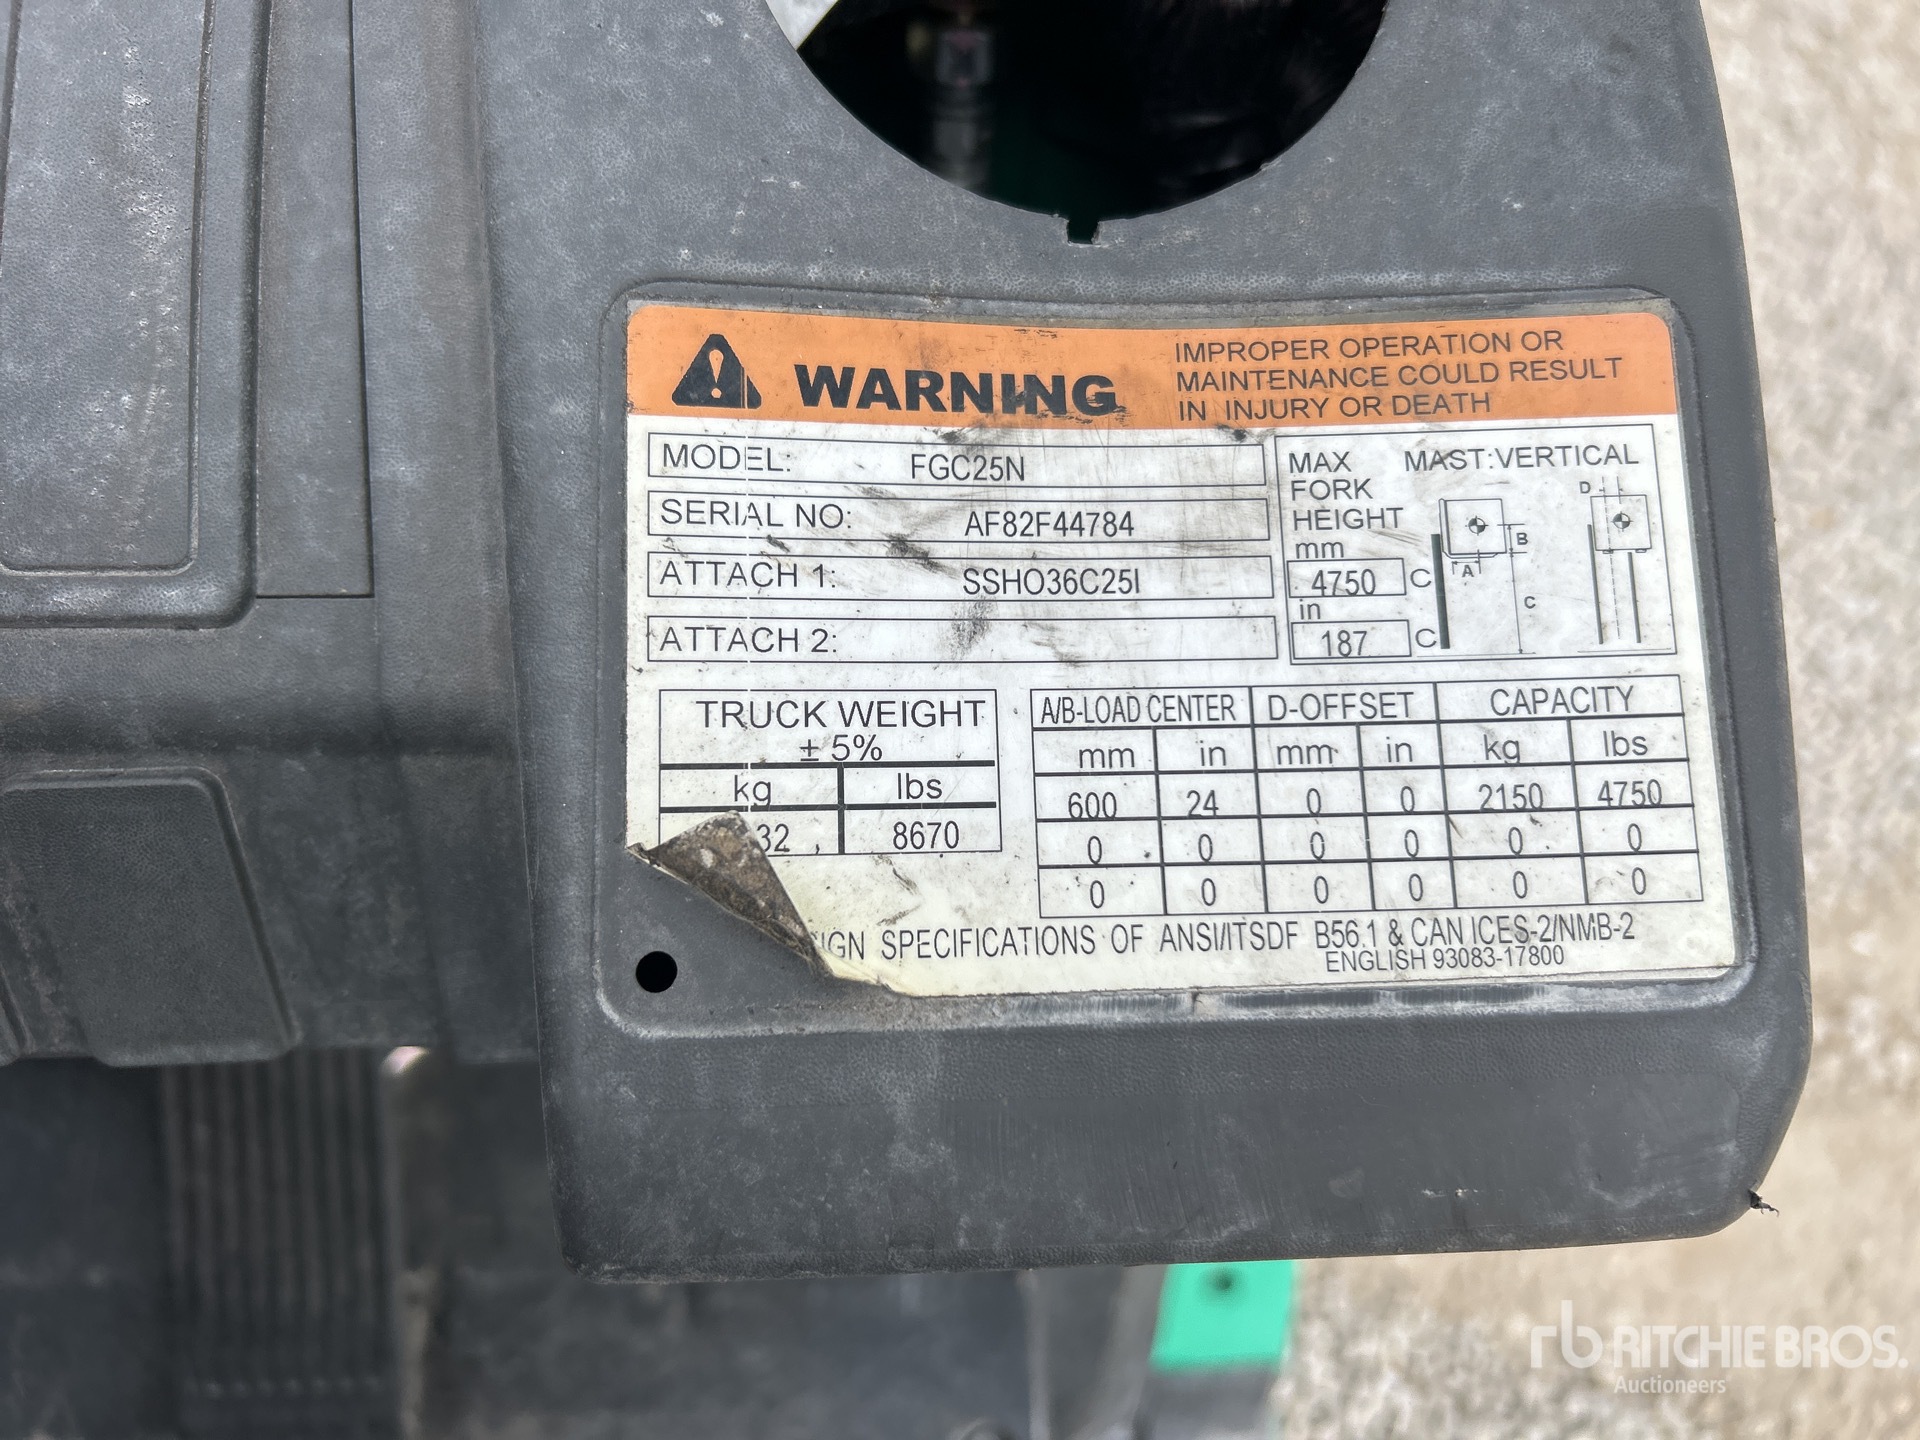 WARNING
IMPROPER OPERATION OR
MAINTENANCE COULD RESULT
IN INJURY OR DEATH
MODEL: FGC25N
SERIAL NO: AF82F44784
ATTACH 1: SSHO36C25I
ATTACH 2:
MAX FORK HEIGHT
MAST:VERTICAL
mm
4750 C
in
187 C
D
B
A
C
TRUCK WEIGHT
± 5%
kg lbs
32 8670
A/B-LOAD CENTER D-OFFSET CAPACITY
mm in mm in kg lbs
600 24 0 0 2150 4750
0 0 0 0 0 0
0 0 0 0 0 0
SPECIFICATIONS OF ANSI/ITSDF B56.1 & CAN ICES-2/NMB-2
ENGLISH 93083-17800
rb RITCHIE BROS.
Auctioneers